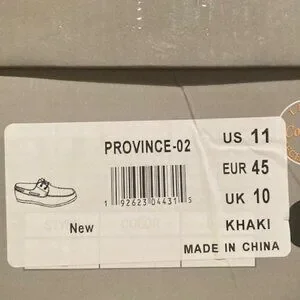 PROVINCE-02
1 92623 04431 5
New
US 11
EUR 45
UK 10
KHAKI
MADE IN CHINA